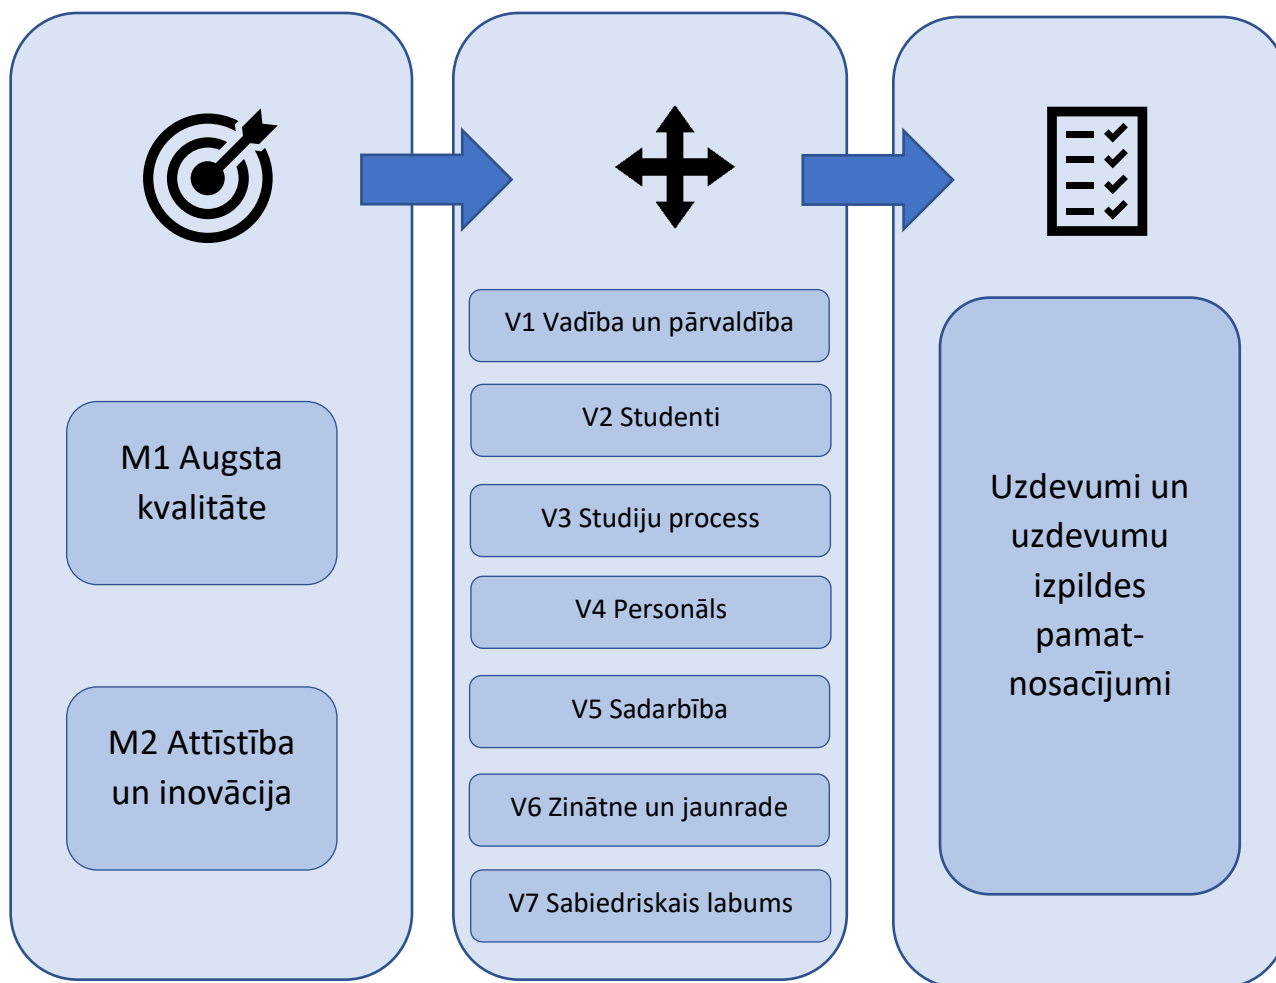 M1 Augsta
kvalitāte
M2 Attīstība
un inovācija
V1 Vadība un pārvaldība
V2 Studenti
V3 Studiju process
V4 Personāls
V5 Sadarbība
V6 Zinātne un jaunrade
V7 Sabiedriskais labums
Uzdevumi un
uzdevumu
izpildes
pamat-
nosacījumi